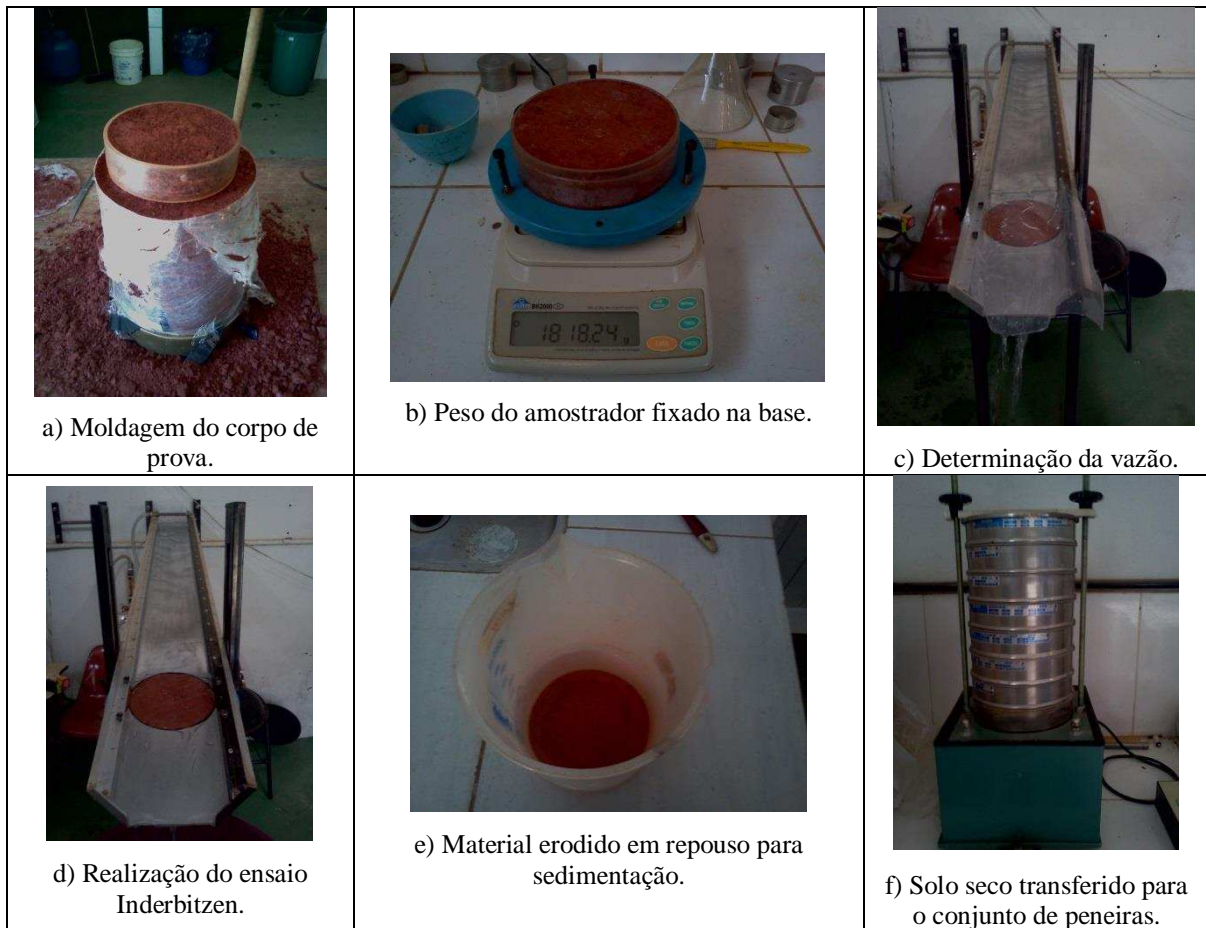 BK2000
1818.24 g
a) Moldagem do corpo de
prova.
b) Peso do amostrador fixado na base.
c) Determinação da vazão.
d) Realização do ensaio
Inderbitzen.
e) Material erodido em repouso para
sedimentação.
f) Solo seco transferido para
o conjunto de peneiras.